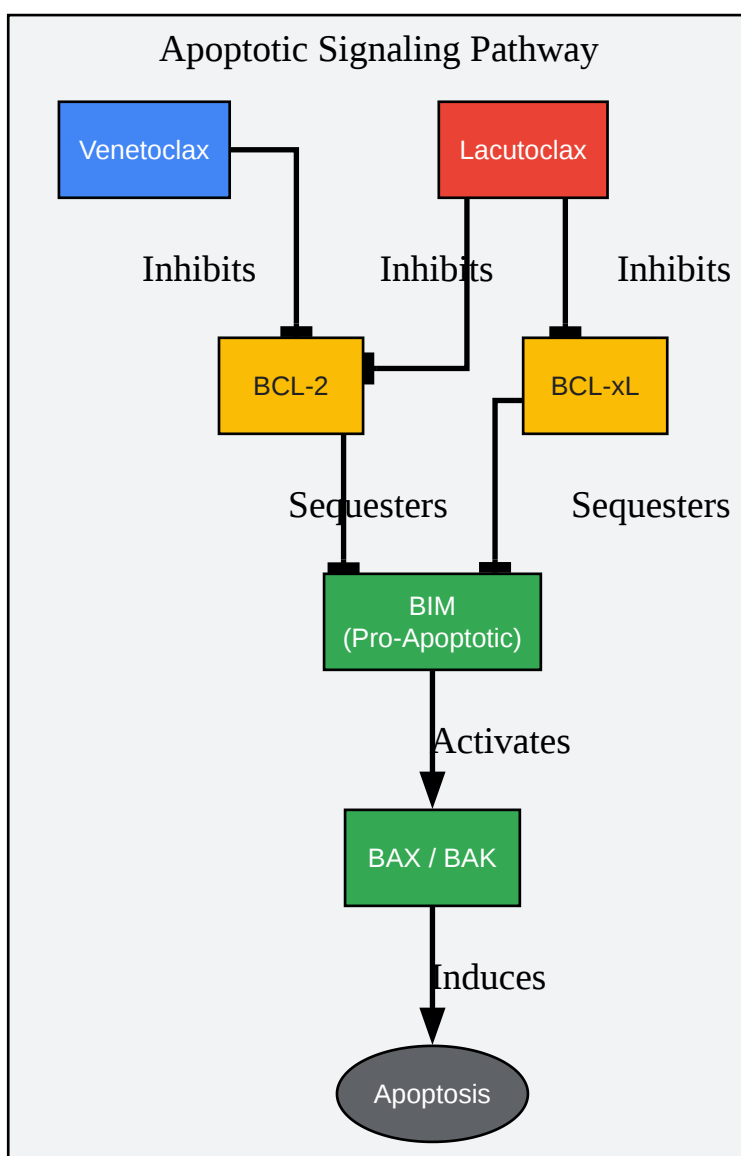 Apoptotic Signaling Pathway
Venetoclax
Lacutoclax
Inhibits
Inhibits
Inhibits
BCL-2
BCL-xL
Sequesters
Sequesters
BIM
(Pro-Apoptotic)
Activates
BAX / BAK
Induces
Apoptosis